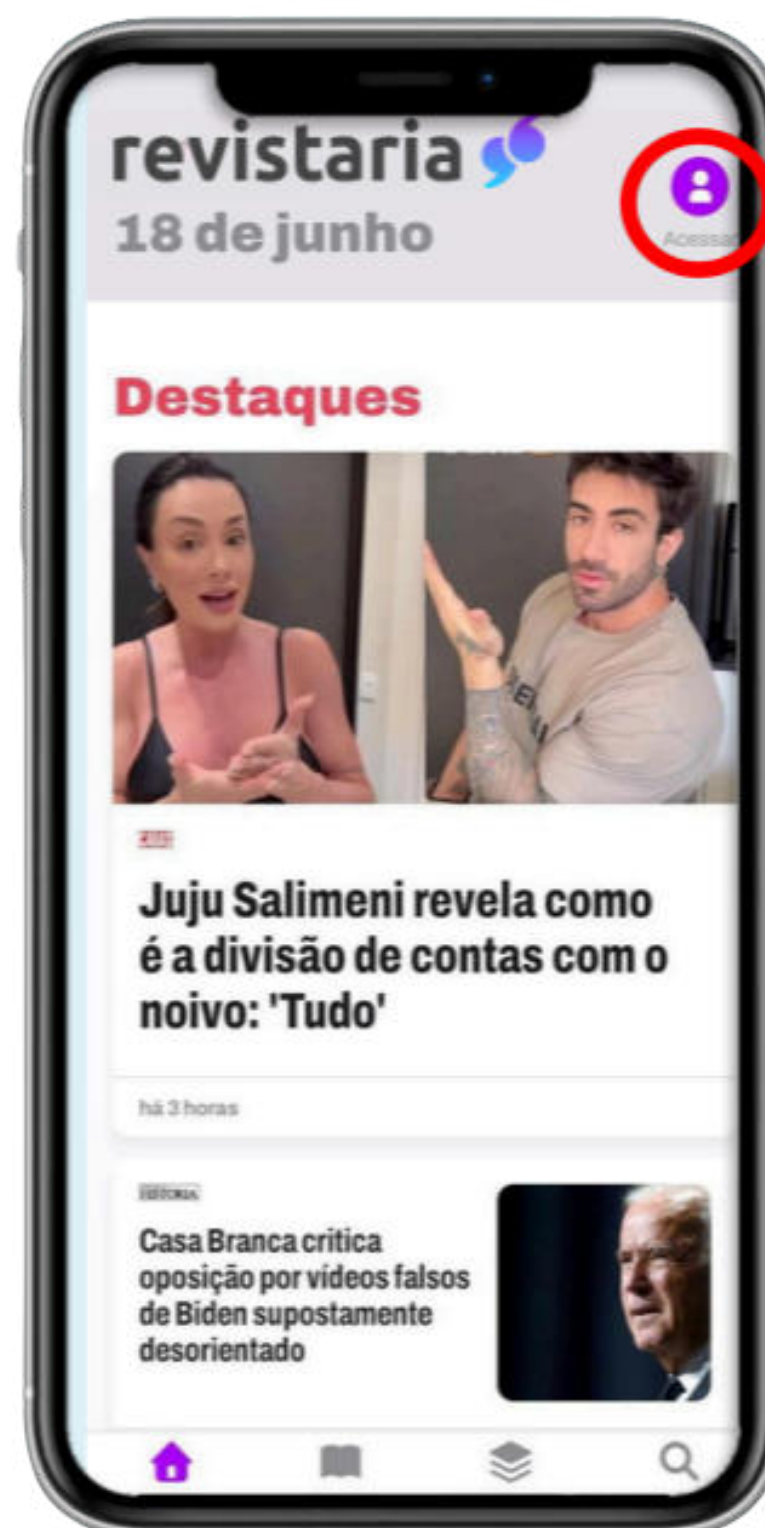 revistaria
18 de junho
Acessar
Destaques
Juju Salimeni revela como
é a divisão de contas com o
noivo: 'Tudo'
há 3 horas
Casa Branca critica
oposição por vídeos falsos
de Biden supostamente
desorientado